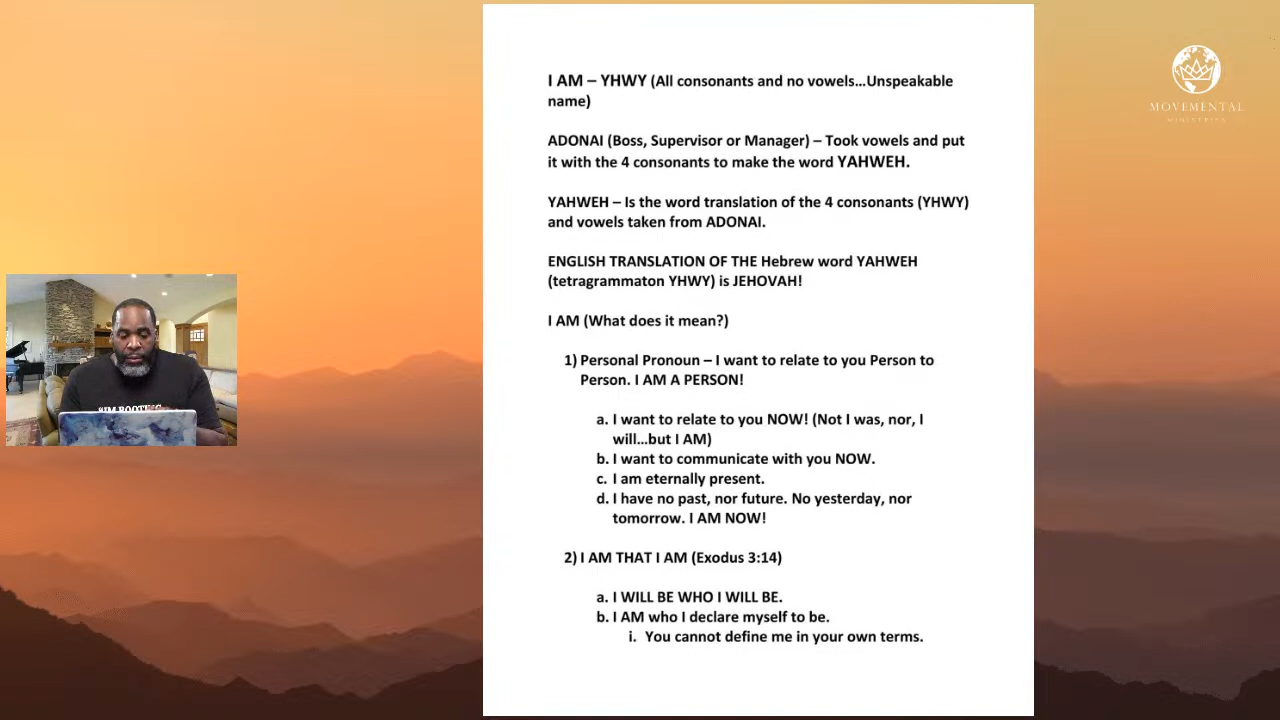 I AM – YHWY (All consonants and no vowels...Unspeakable
name)
ADONAI (Boss, Supervisor or Manager) – Took vowels and put
it with the 4 consonants to make the word YAHWEH.
YAHWEH – Is the word translation of the 4 consonants (YHWY)
and vowels taken from ADONAI.
ENGLISH TRANSLATION OF THE Hebrew word YAHWEH
(tetragrammaton YHWY) is JEHOVAH!
I AM (What does it mean?)
1) Personal Pronoun – I want to relate to you Person to
Person. I AM A PERSON!
a. I want to relate to you NOW! (Not I was, nor, I
will...but I AM)
b. I want to communicate with you NOW.
c. I am eternally present.
d. I have no past, nor future. No yesterday, nor
tomorrow. I AM NOW!
2) I AM THAT I AM (Exodus 3:14)
a. I WILL BE WHO I WILL BE.
b. I AM who I declare myself to be.
i. You cannot define me in your own terms.
MOVEMENTAL
MINISTRIES